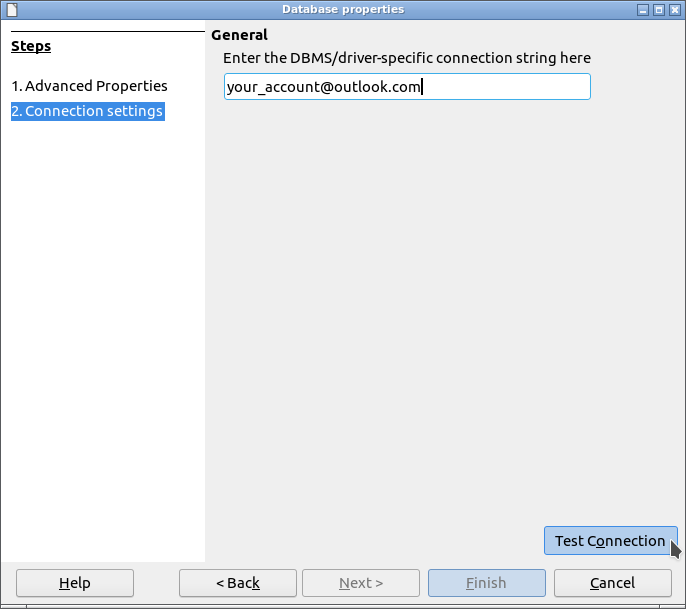 Database properties
Steps
1. Advanced Properties
2. Connection settings
General
Enter the DBMS/driver-specific connection string here
your_account@outlook.com
Test Connection
Help
< Back
Next >
Finish
Cancel